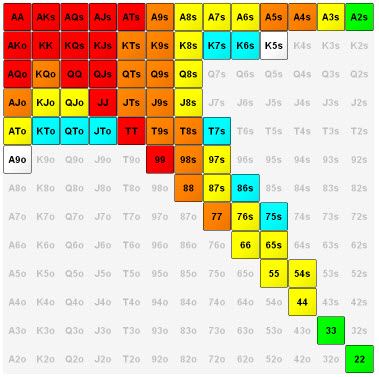 AA AKs AQs AJs ATs A9s A8s A7s A6s A5s A4s A3s A2s
AKo KK KQs KJs KTs K9s K8s K7s K6s K5s K4s K3s K2s
AQo KQo QQ QJs QTs Q9s Q8s Q7s Q6s Q5s Q4s Q3s Q2s
AJo KJo QJo JJ JTs J9s J8s J7s J6s J5s J4s J3s J2s
ATo KTo QTo JTo TT T9s T8s T7s T6s T5s T4s T3s T2s
A9o K9o Q9o J9o T9o 99 98s 97s 96s 95s 94s 93s 92s
A8o K8o Q8o J8o T8o 98o 88 87s 86s 85s 84s 83s 82s
A7o K7o Q7o J7o T7o 97o 87o 77 76s 75s 74s 73s 72s
A6o K6o Q6o J6o T6o 96o 86o 76o 66 65s 64s 63s 62s
A5o K5o Q5o J5o T5o 95o 85o 75o 65o 55 54s 53s 52s
A4o K4o Q4o J4o T4o 94o 84o 74o 64o 54o 44 43s 42s
A3o K3o Q3o J3o T3o 93o 83o 73o 63o 53o 43o 33 32s
A2o K2o Q2o J2o T2o 92o 82o 72o 62o 52o 42o 32o 22